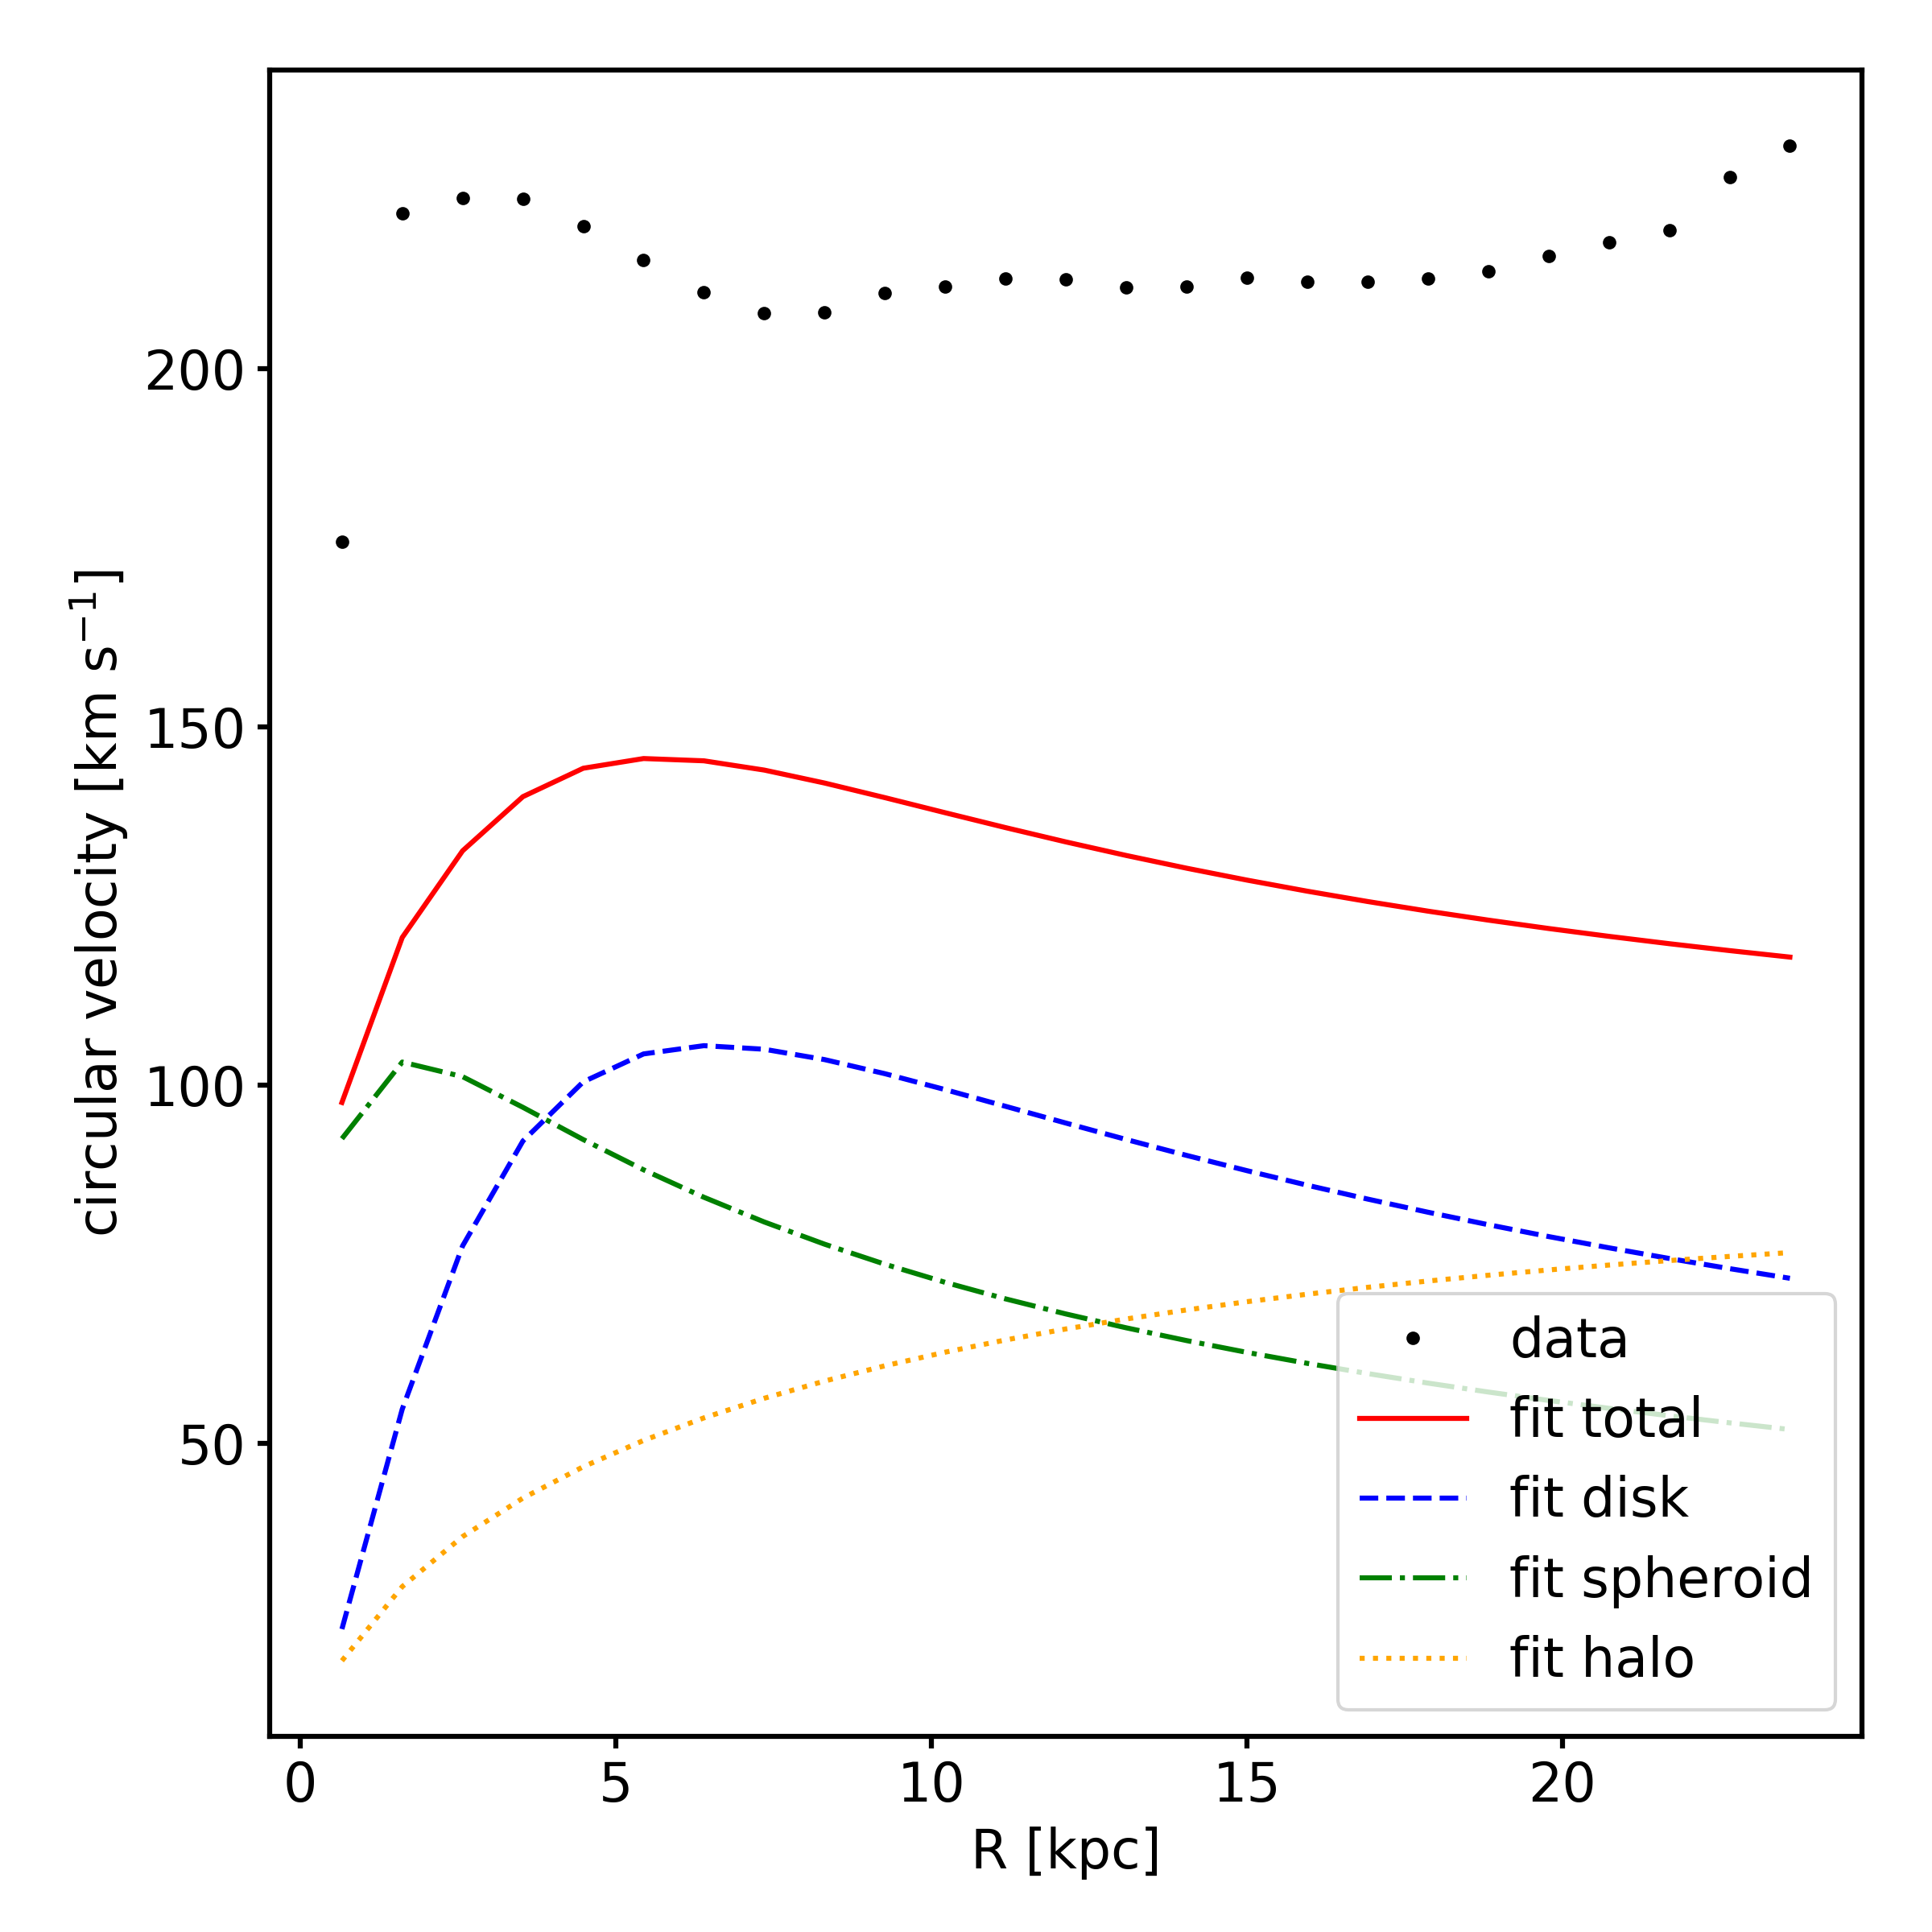 circular velocity [km s⁻¹]
200
150
100
50
data
fit total
fit disk
fit spheroid
fit halo
0 5 10 15 20
R [kpc]